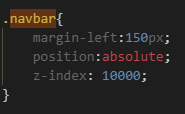 .navbar{
    margin-left:150px;
    position:absolute;
    z-index: 10000;
}